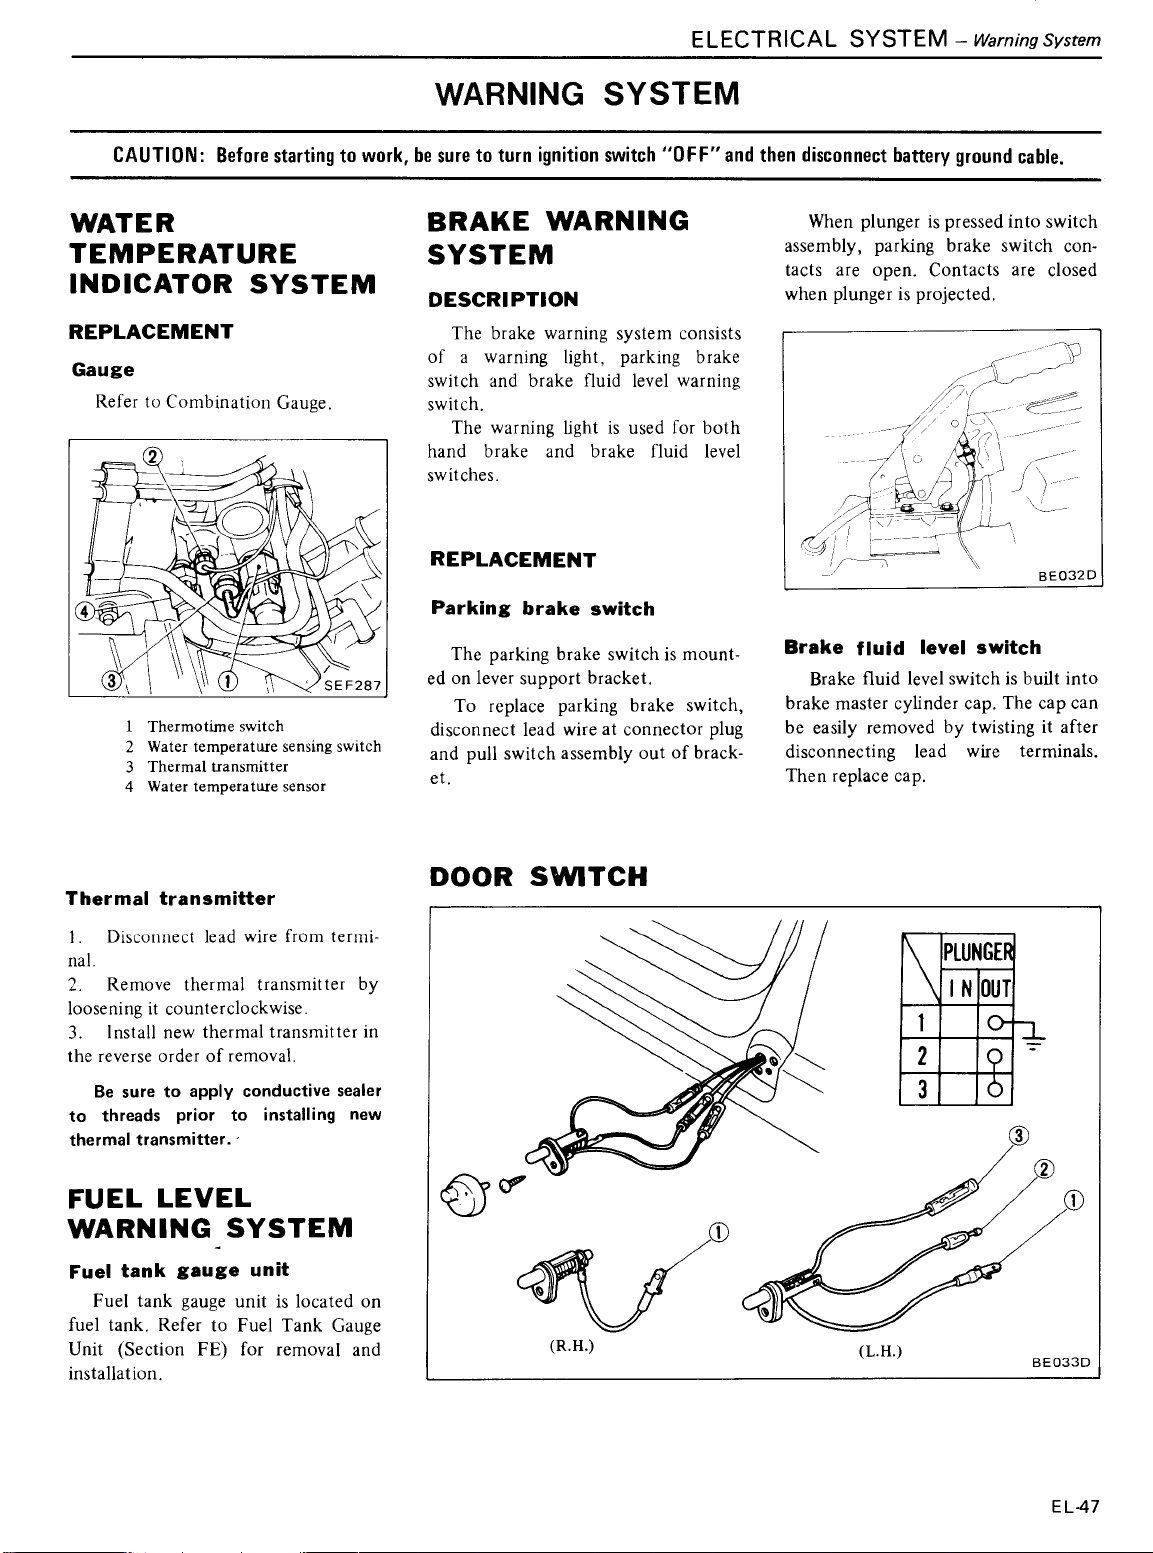 ELECTRICAL SYSTEM – Warning System
WARNING SYSTEM
CAUTION: Before starting to work, be sure to turn ignition switch "OFF" and then disconnect battery ground cable.
WATER
TEMPERATURE
INDICATOR SYSTEM
REPLACEMENT
Gauge
Refer to Combination Gauge.
2
4
3
1
SEF287
1 Thermotime switch
2 Water temperature sensing switch
3 Thermal transmitter
4 Water temperature sensor
Thermal transmitter
1. Disconnect lead wire from termi-
nal.
2. Remove thermal transmitter by
loosening it counterclockwise.
3. Install new thermal transmitter in
the reverse order of removal.
Be sure to apply conductive sealer
to threads prior to installing new
thermal transmitter.
FUEL LEVEL
WARNING SYSTEM
Fuel tank gauge unit
Fuel tank gauge unit is located on
fuel tank. Refer to Fuel Tank Gauge
Unit (Section FE) for removal and
installation.
BRAKE WARNING
SYSTEM
DESCRIPTION
The brake warning system consists
of a warning light, parking brake
switch and brake fluid level warning
switch.
The warning light is used for both
hand brake and brake fluid level
switches.
REPLACEMENT
Parking brake switch
The parking brake switch is mount-
ed on lever support bracket.
To replace parking brake switch,
disconnect lead wire at connector plug
and pull switch assembly out of brack-
et.
When plunger is pressed into switch
assembly, parking brake switch con-
tacts are open. Contacts are closed
when plunger is projected.
BE032D
Brake fluid level switch
Brake fluid level switch is built into
brake master cylinder cap. The cap can
be easily removed by twisting it after
disconnecting lead wire terminals.
Then replace cap.
DOOR SWITCH
PLUNGER
IN OUT
1
2
3
3
2
1
1
(R.H.)
(L.H.)
BE033D
EL-47